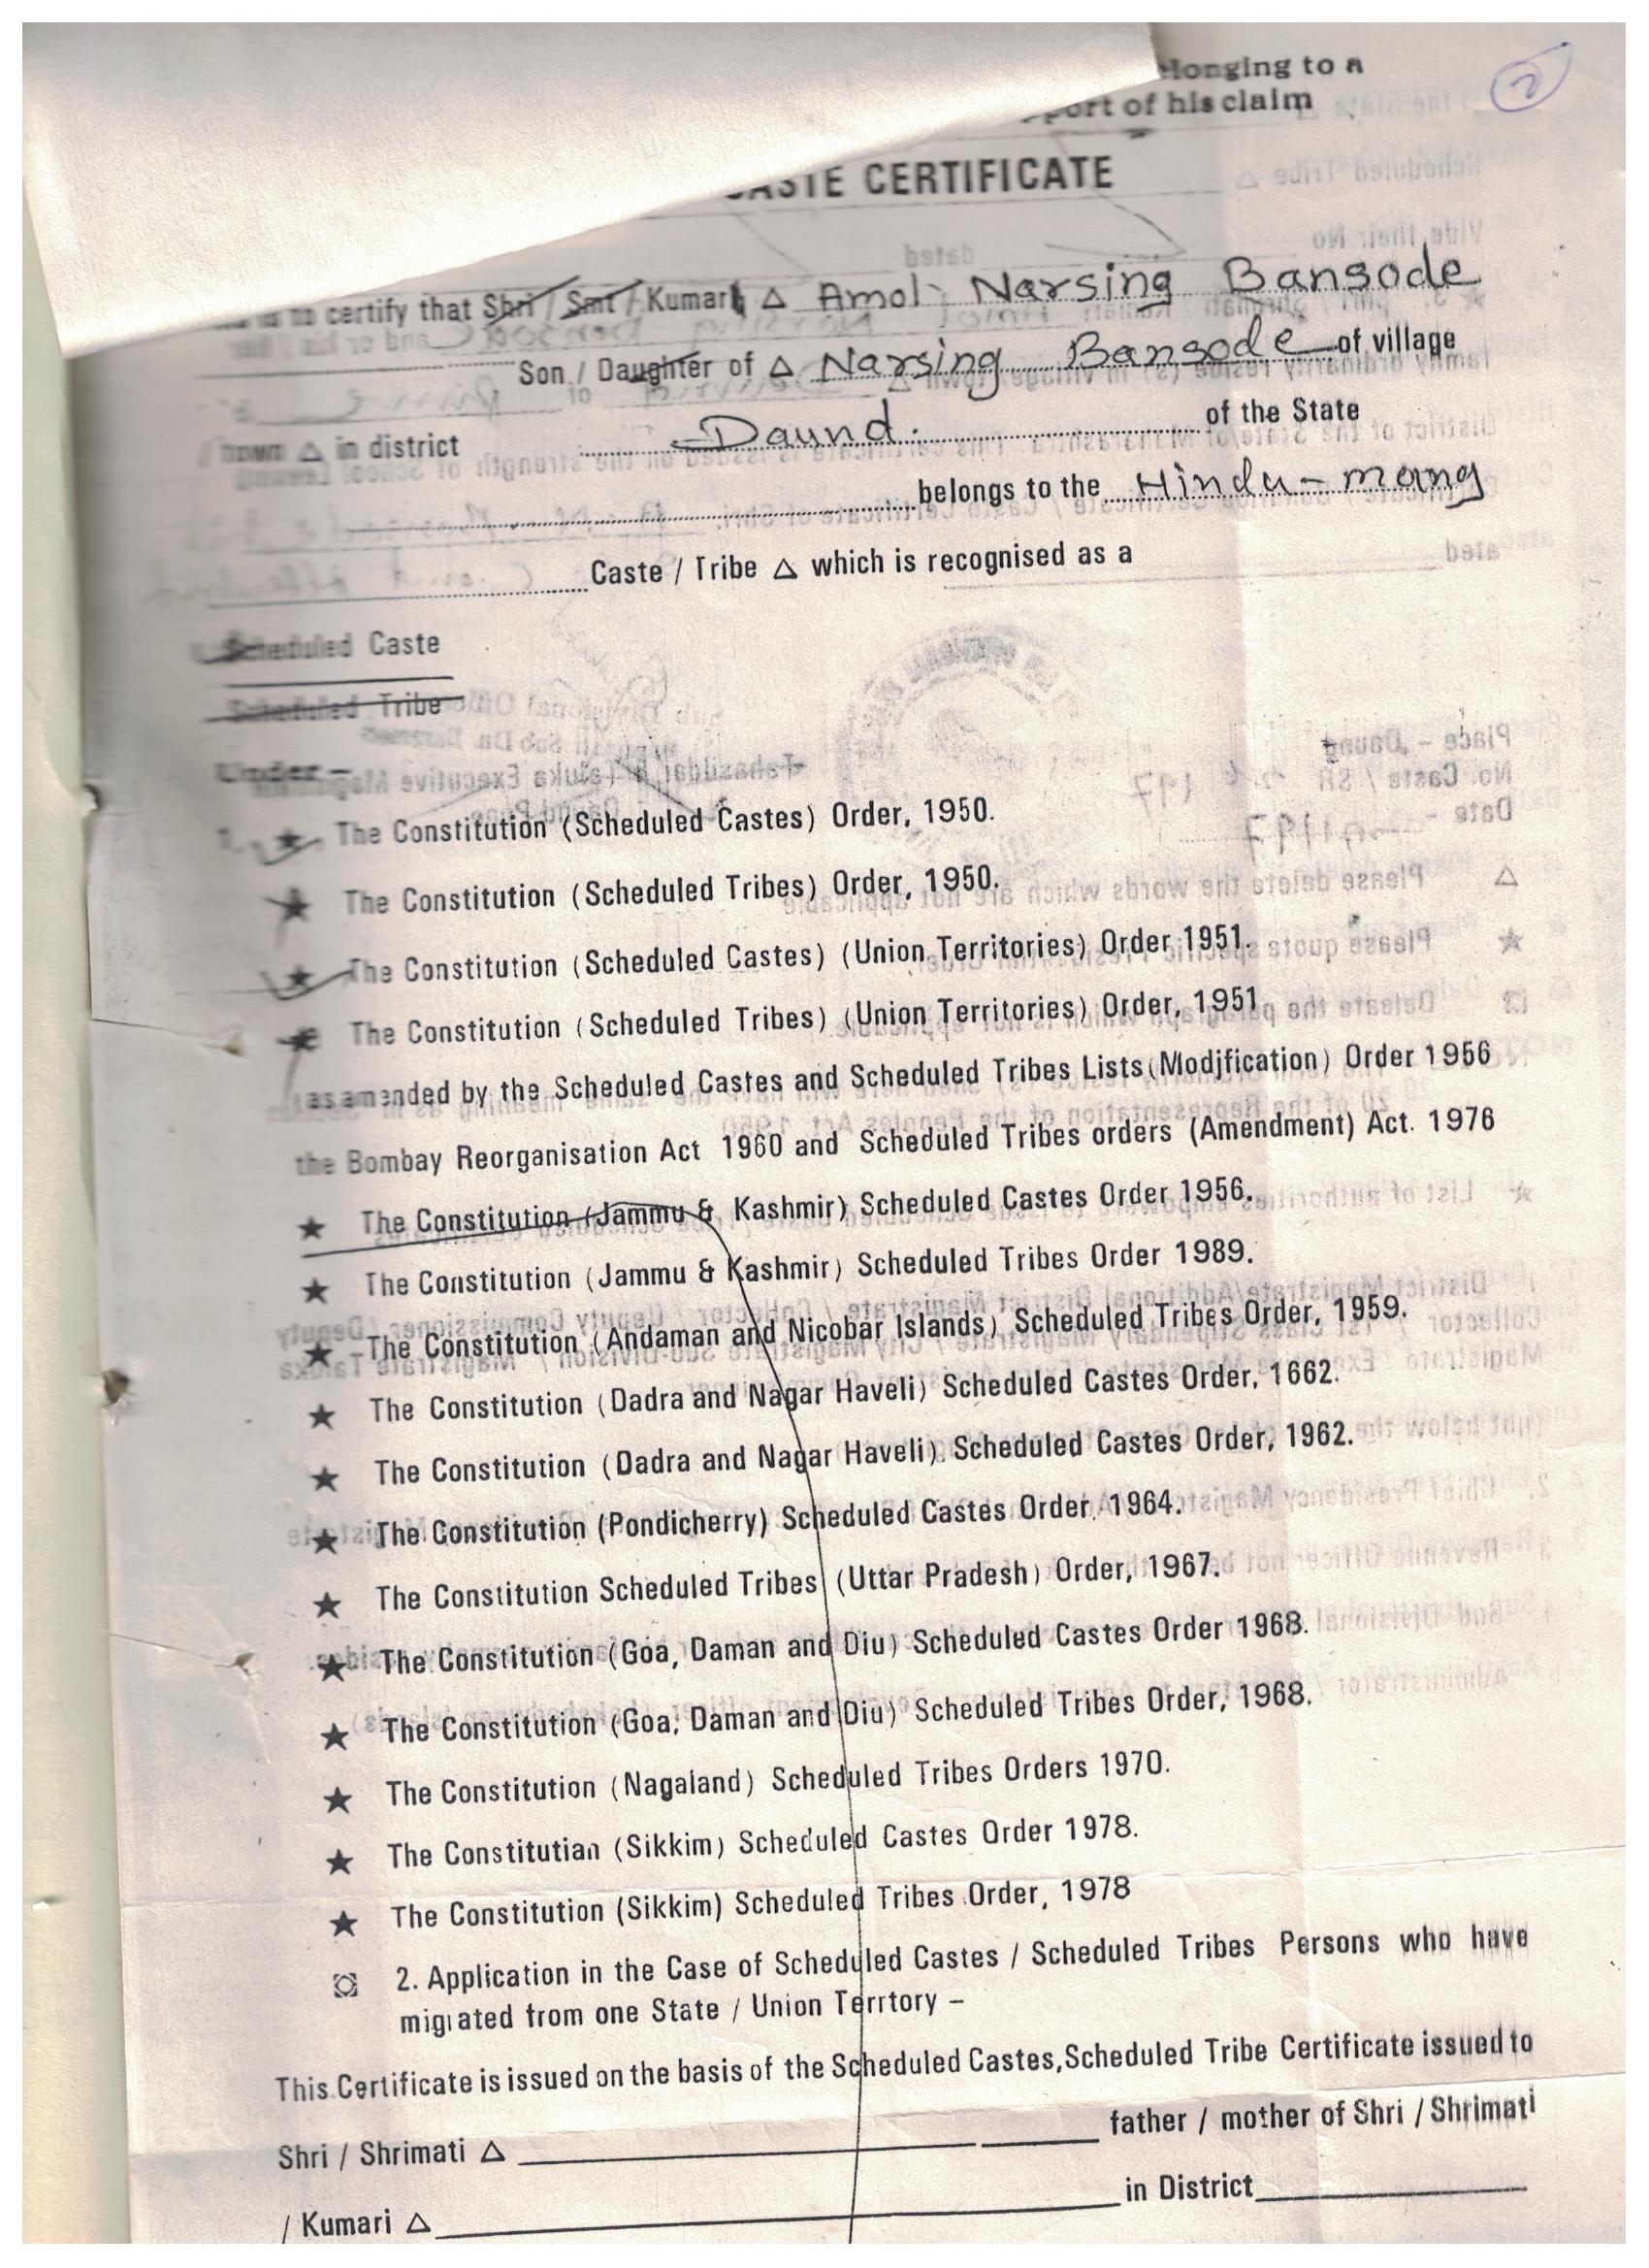 longing to a
port of his claim
2
CASTE CERTIFICATE
to certify that Shri / Smt / Kumar △ Amol Narsing Bansode
Son / Daughter of △ Narsing Bansode of village
town △ in district Daund. of the State
belongs to the Hindu - mang
Caste / Tribe △ which is recognised as a
Scheduled Caste
Scheduled Tribe
Under –
★ The Constitution (Scheduled Castes) Order, 1950.
★ The Constitution (Scheduled Tribes) Order, 1950.
★ The Constitution (Scheduled Castes) (Union Territories) Order 1951.
★ The Constitution (Scheduled Tribes) (Union Territories) Order, 1951
as amended by the Scheduled Castes and Scheduled Tribes Lists (Modjfication) Order 1956
the Bombay Reorganisation Act 1960 and Scheduled Tribes orders (Amendment) Act. 1976
★ The Constitution (Jammu & Kashmir) Scheduled Castes Order 1956.
★ The Constitution (Jammu & Kashmir) Scheduled Tribes Order 1989.
★ The Constitution (Andaman and Nicobar Islands) Scheduled Tribes Order, 1959.
★ The Constitution (Dadra and Nagar Haveli) Scheduled Castes Order, 1662.
★ The Constitution (Dadra and Nagar Haveli). Scheduled Castes Order, 1962.
★ The Constitution (Pondicherry) Scheduled Castes Order, 1964.
★ The Constitution Scheduled Tribes (Uttar Pradesh) Order, 1967.
★ The Constitution (Goa, Daman and Diu) Scheduled Castes Order 1968.
★ The Constitution (Goa, Daman and Diu) Scheduled Tribes Order, 1968.
★ The Constitution (Nagaland) Scheduled Tribes Orders 1970.
★ The Constitutian (Sikkim) Scheduled Castes Order 1978.
★ The Constitution (Sikkim) Scheduled Tribes Order, 1978
2. Application in the Case of Scheduled Castes / Scheduled Tribes Persons who have
migrated from one State / Union Terrtory –
This Certificate is issued on the basis of the Scheduled Castes, Scheduled Tribe Certificate issued to
Shri / Shrimati △ father / mother of Shri / Shrimati
/ Kumari △ in District